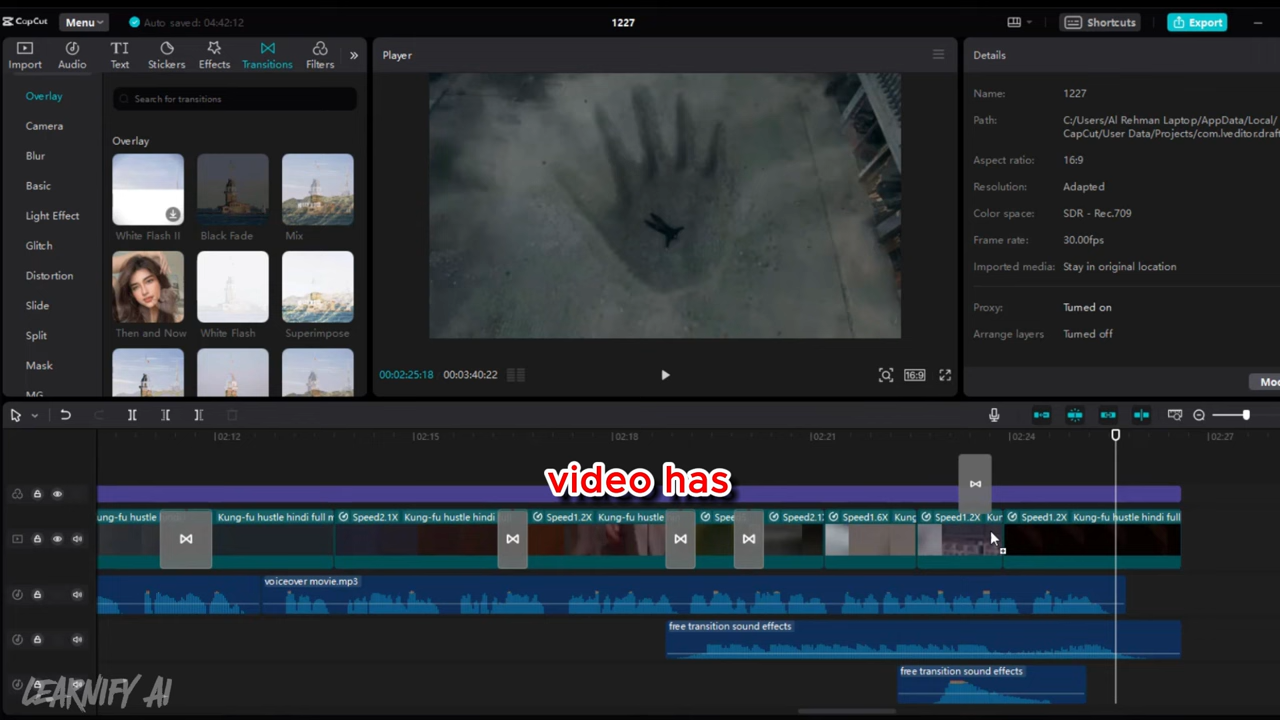 CapCut Menu Auto saved: 04:42:12 1227 Shortcuts Export
Import Audio Text Stickers Effects Transitions Filters
Player
Details
Overlay
Camera
Blur
Basic
Light Effect
Glitch
Distortion
Slide
Split
Mask
Search for transitions
Overlay
White Flash II Black Fade Mix
Then and Now White Flash Superimpose
00:02:25:18 00:03:40:22
16:9
Name: 1227
Path: C:/Users/Al Rehman Laptop/AppData/Local/
CapCut/User Data/Projects/com.lveditor.draft
Aspect ratio: 16:9
Resolution: Adapted
Color space: SDR - Rec.709
Frame rate: 30.00fps
Imported media: Stay in original location
Proxy: Turned on
Arrange layers Turned off
02:12 02:15 02:18 02:21 02:24 02:27
video has
ung-fu hustle Kung-fu hustle hindi full m Speed2.1X Kung-fu hustle hindi Speed1.2X Kung-fu hustle Speed Speed2.1 Speed1.6X Kung Speed1.2X Kur Speed1.2X Kung-fu hustle hindi full
voiceover movie.mp3
free transition sound effects
free transition sound effects
LEARNIFY AI